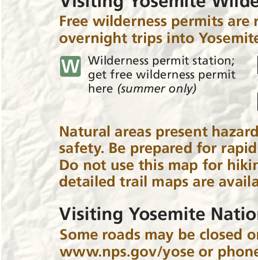 Visiting Yosemite Wilde
Free wilderness permits are r
overnight trips into Yosemite
W
Wilderness permit station;
get free wilderness permit
here (summer only)
Natural areas present hazard
safety. Be prepared for rapid
Do not use this map for hikin
detailed trail maps are availa
Visiting Yosemite Natio
Some roads may be closed or
www.nps.gov/yose or phone